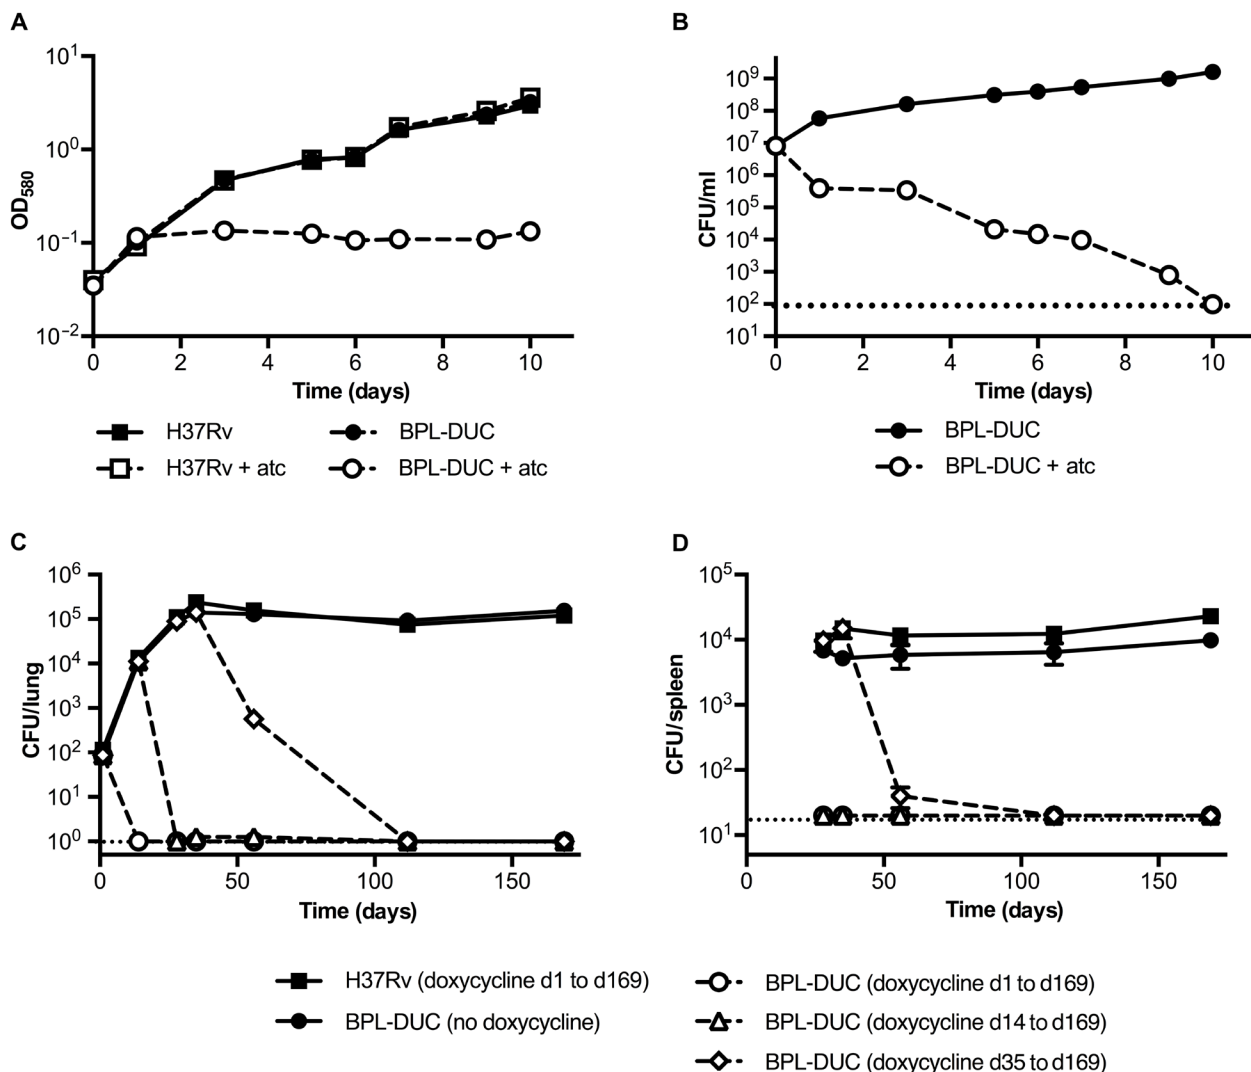 A
10¹
10⁰
10⁻¹
10⁻²
OD₅₈₀
0 2 4 6 8 10
Time (days)
H37Rv
BPL-DUC
H37Rv + atc
BPL-DUC + atc
B
10⁹
10⁸
10⁷
10⁶
10⁵
10⁴
10³
10²
10¹
CFU/ml
0 2 4 6 8 10
Time (days)
BPL-DUC
BPL-DUC + atc
C
10⁶
10⁵
10⁴
10³
10²
10¹
10⁰
CFU/lung
0 50 100 150
Time (days)
D
10⁵
10⁴
10³
10²
10¹
CFU/spleen
0 50 100 150
Time (days)
H37Rv (doxycycline d1 to d169)
BPL-DUC (no doxycycline)
BPL-DUC (doxycycline d1 to d169)
BPL-DUC (doxycycline d14 to d169)
BPL-DUC (doxycycline d35 to d169)